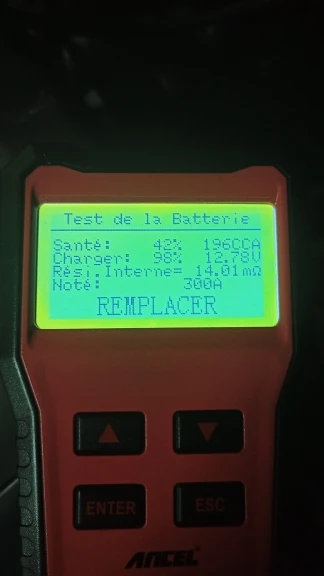 Test de la Batterie
Santé: 42% 196CCA
Charger: 98% 12.78V
Rési.Interne= 14.01mΩ
Noté: 300A
REMPLACER
ENTER ESC
ANCEL